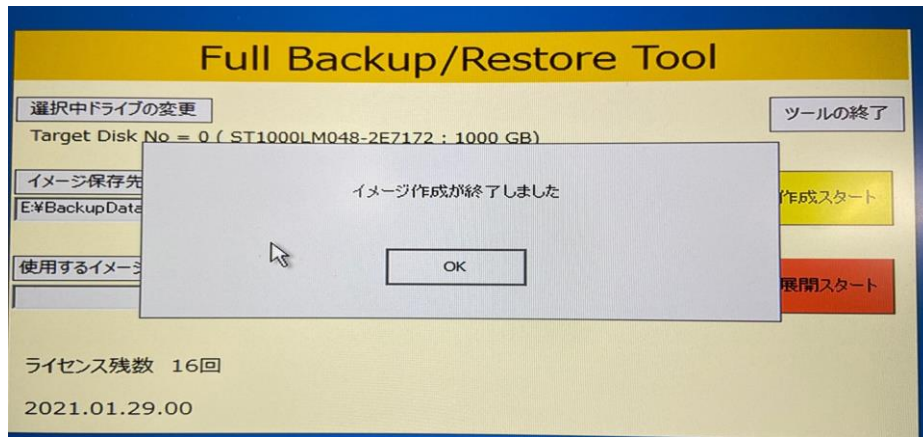 Full Backup/Restore Tool
選択中ドライブの変更
ツールの終了
Target Disk No = 0 ( ST1000LM048-2E7172 : 1000 GB)
イメージ保存先
イメージ作成が終了しました
作成スタート
E:¥BackupData
OK
使用するイメージ
展開スタート
ライセンス残数 16回
2021.01.29.00